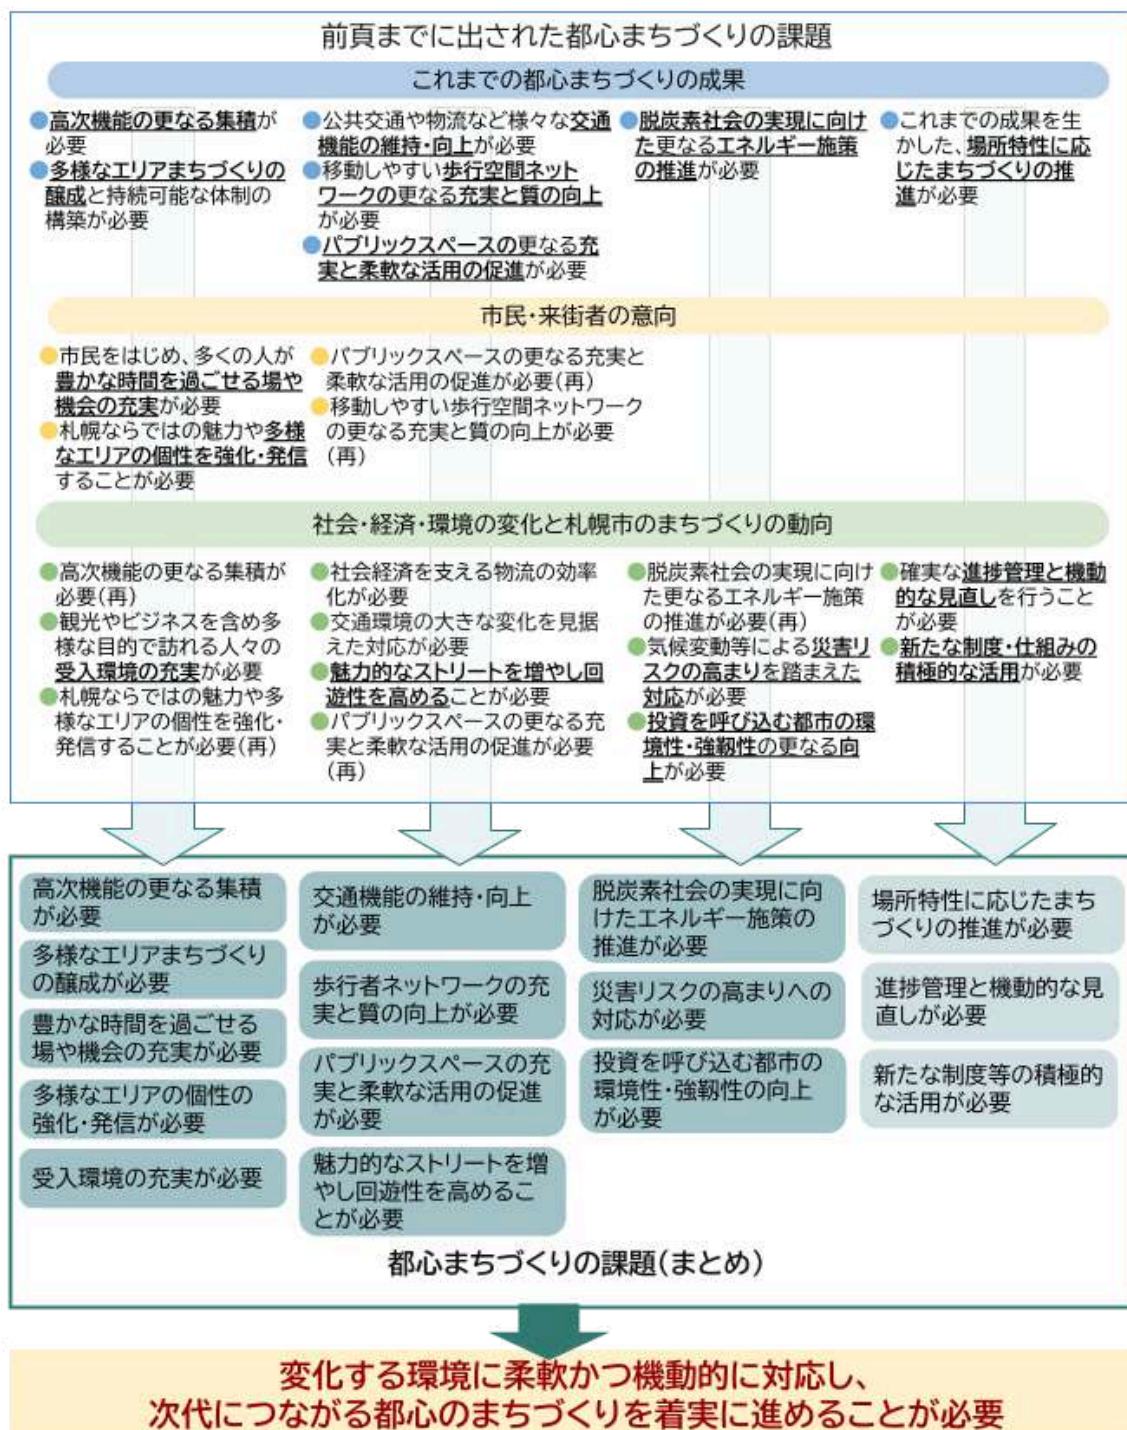 前頁までに出された都心まちづくりの課題
これまでの都心まちづくりの成果
●高次機能の更なる集積が
必要
●多様なエリアまちづくりの
醸成と持続可能な体制の
構築が必要
●公共交通や物流など様々な交通
機能の維持・向上が必要
●移動しやすい歩行空間ネット
ワークの更なる充実と質の向上
が必要
●パブリックスペースの更なる充
実と柔軟な活用の促進が必要
●脱炭素社会の実現に向け
た更なるエネルギー施策
の推進が必要
●これまでの成果を生
かした、場所特性に応
じたまちづくりの推
進が必要
市民・来街者の意向
●市民をはじめ、多くの人が
豊かな時間を過ごせる場や
機会の充実が必要
●札幌ならではの魅力や多様
なエリアの個性を強化・発信
することが必要
●パブリックスペースの更なる充実と
柔軟な活用の促進が必要(再)
●移動しやすい歩行空間ネットワーク
の更なる充実と質の向上が必要
(再)
社会・経済・環境の変化と札幌市のまちづくりの動向
●高次機能の更なる集積が
必要(再)
●観光やビジネスを含め多
様な目的で訪れる人々の
受入環境の充実が必要
●札幌ならではの魅力や多
様なエリアの個性を強化・
発信することが必要(再)
●社会経済を支える物流の効率
化が必要
●交通環境の大きな変化を見据
えた対応が必要
●魅力的なストリートを増やし回
遊性を高めることが必要
●パブリックスペースの更なる充
実と柔軟な活用の促進が必要
(再)
●脱炭素社会の実現に向け
た更なるエネルギー施策
の推進が必要(再)
●気候変動等による災害リ
スクの高まりを踏まえた
対応が必要
●投資を呼び込む都市の環
境性・強靱性の更なる向
上が必要
●確実な進捗管理と機動
的な見直しを行うこと
が必要
●新たな制度・仕組みの
積極的な活用が必要
高次機能の更なる集積
が必要
多様なエリアまちづくり
の醸成が必要
豊かな時間を過ごせる
場や機会の充実が必要
多様なエリアの個性の
強化・発信が必要
受入環境の充実が必要
交通機能の維持・向上
が必要
歩行者ネットワークの充
実と質の向上が必要
パブリックスペースの充
実と柔軟な活用の促進
が必要
魅力的なストリートを増
やし回遊性を高めるこ
とが必要
脱炭素社会の実現に向
けたエネルギー施策の
推進が必要
災害リスクの高まりへの
対応が必要
投資を呼び込む都市の
環境性・強靱性の向上
が必要
場所特性に応じたまち
づくりの推進が必要
進捗管理と機動的な見
直しが必要
新たな制度等の積極的
な活用が必要
都心まちづくりの課題(まとめ)
変化する環境に柔軟かつ機動的に対応し、
次代につながる都心のまちづくりを着実に進めることが必要